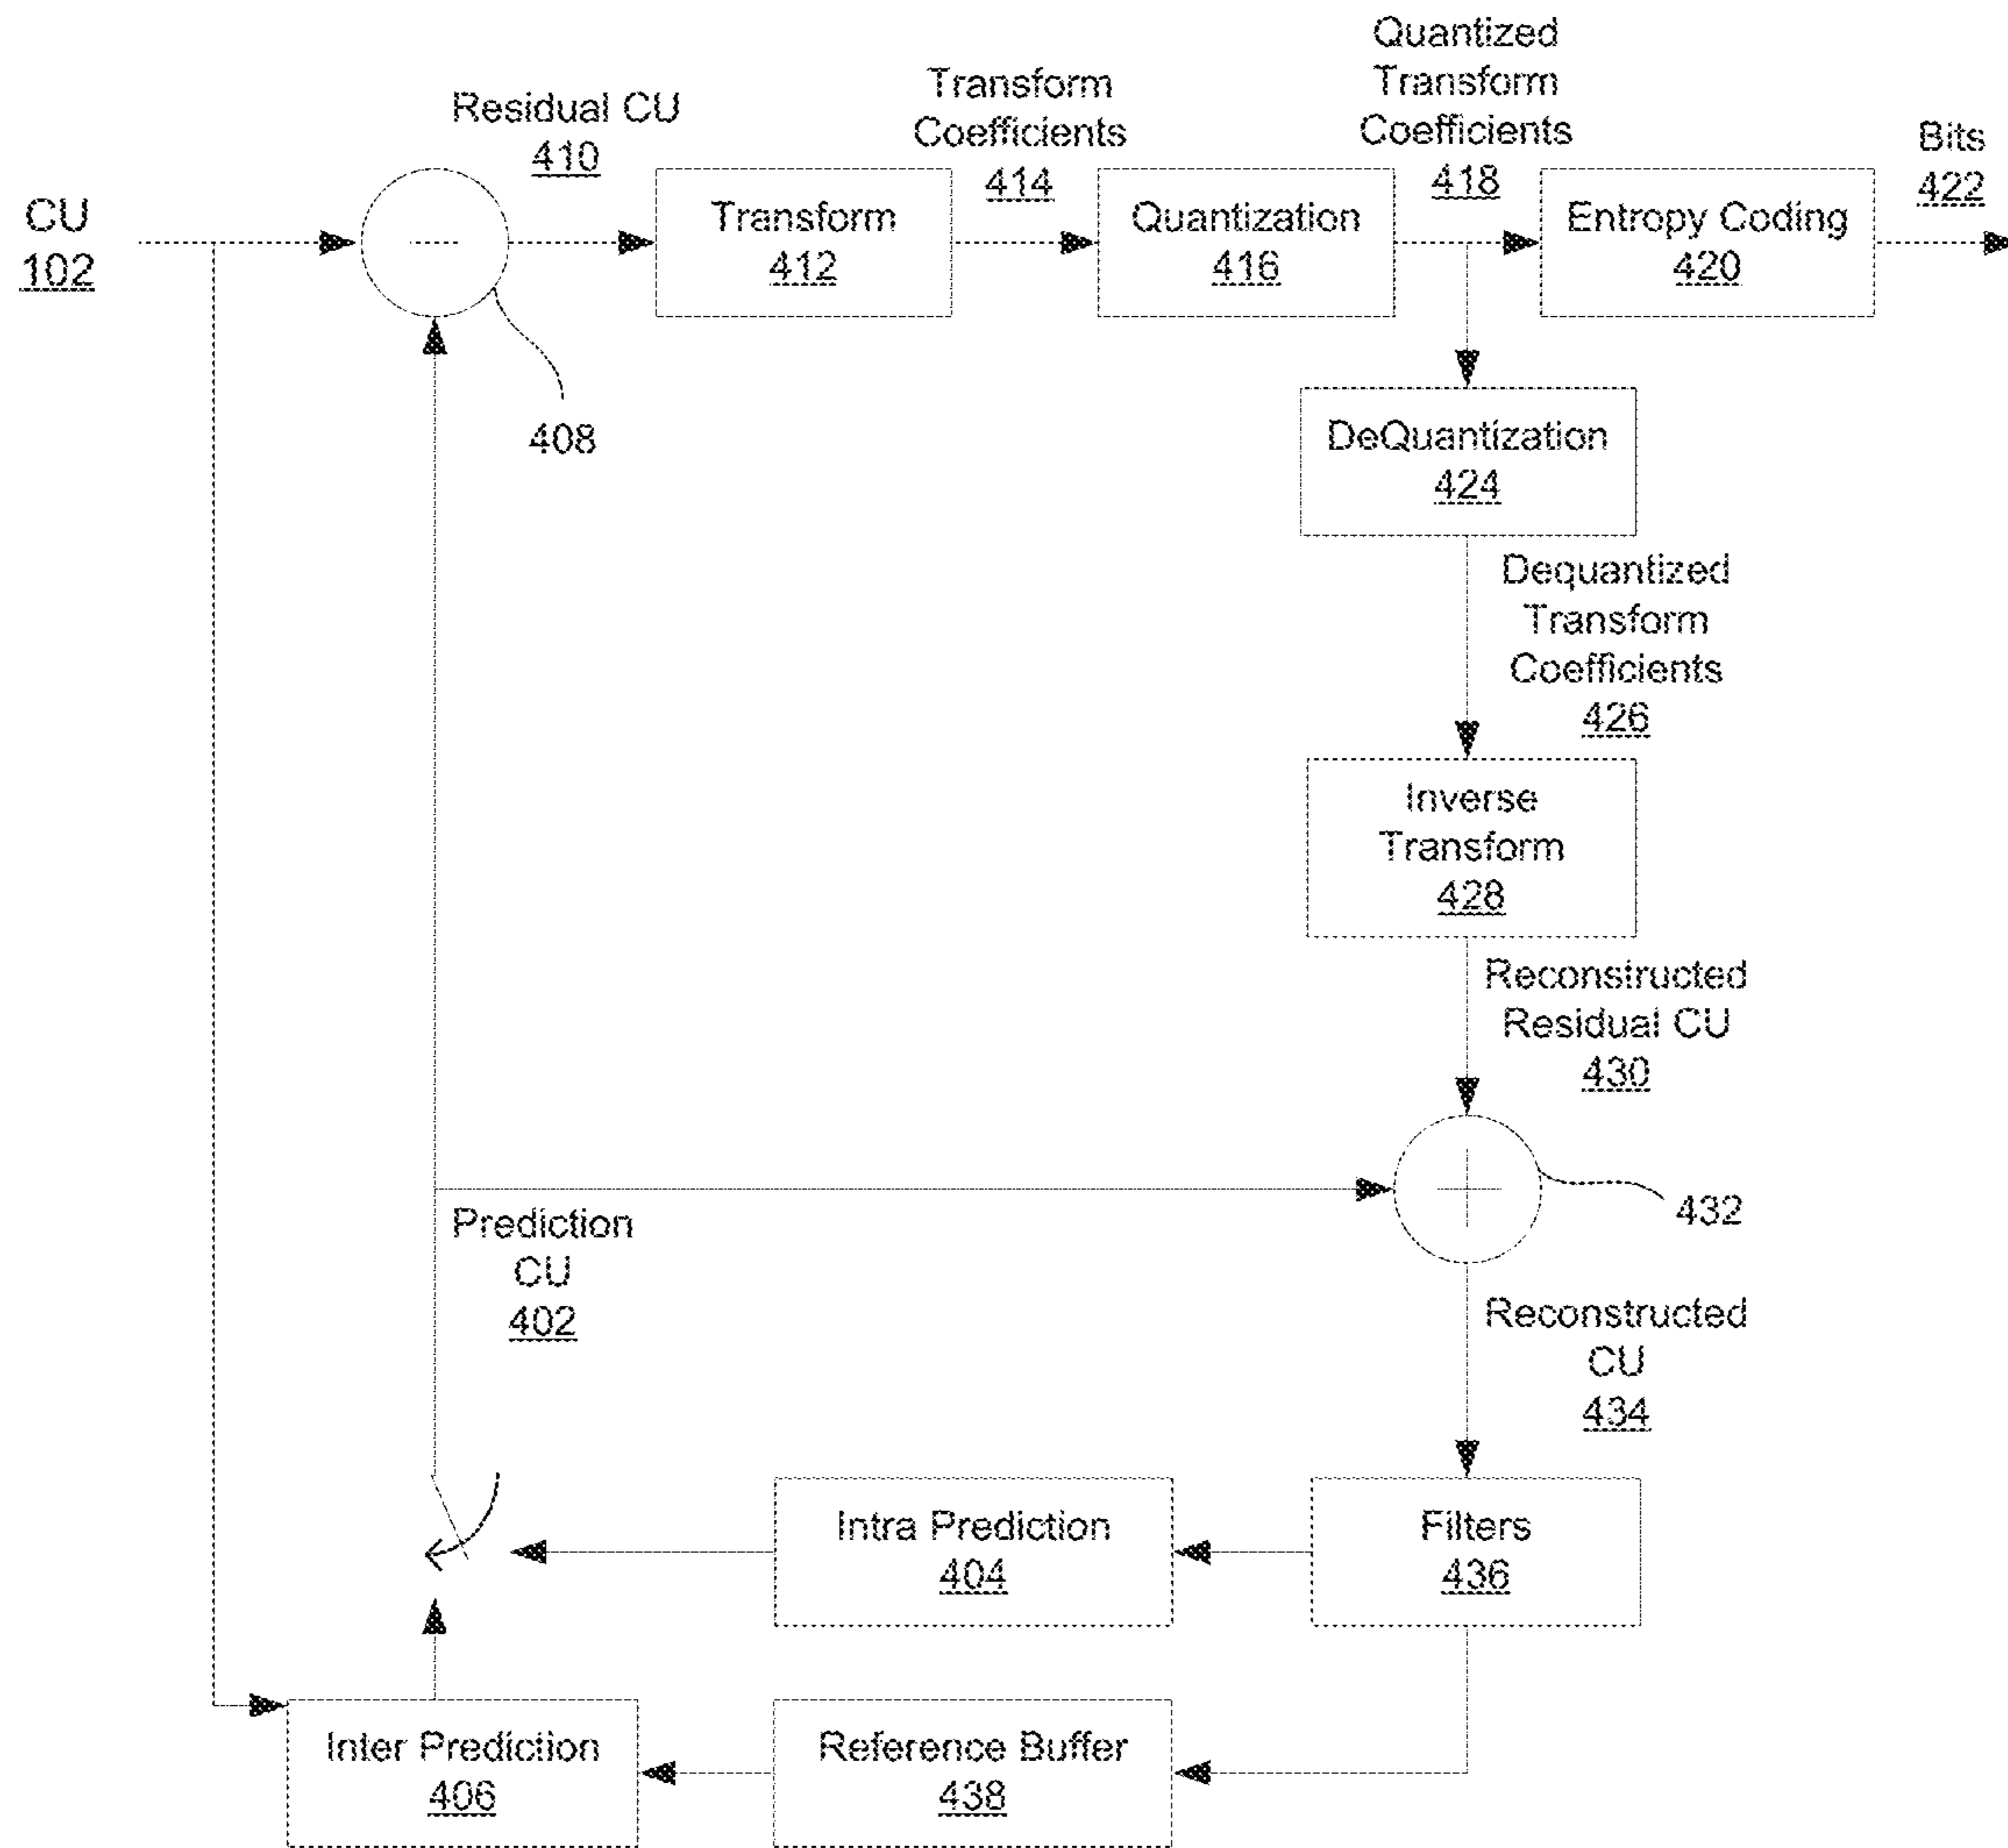 CU
102
Residual CU
410
408
Transform
412
Transform
Coefficients
414
Quantization
416
Quantized
Transform
Coefficients
418
Entropy Coding
420
Bits
422
DeQuantization
424
Dequantized
Transform
Coefficients
426
Inverse
Transform
428
Reconstructed
Residual CU
430
432
Prediction
CU
402
Reconstructed
CU
434
Intra Prediction
404
Filters
436
Inter Prediction
406
Reference Buffer
438